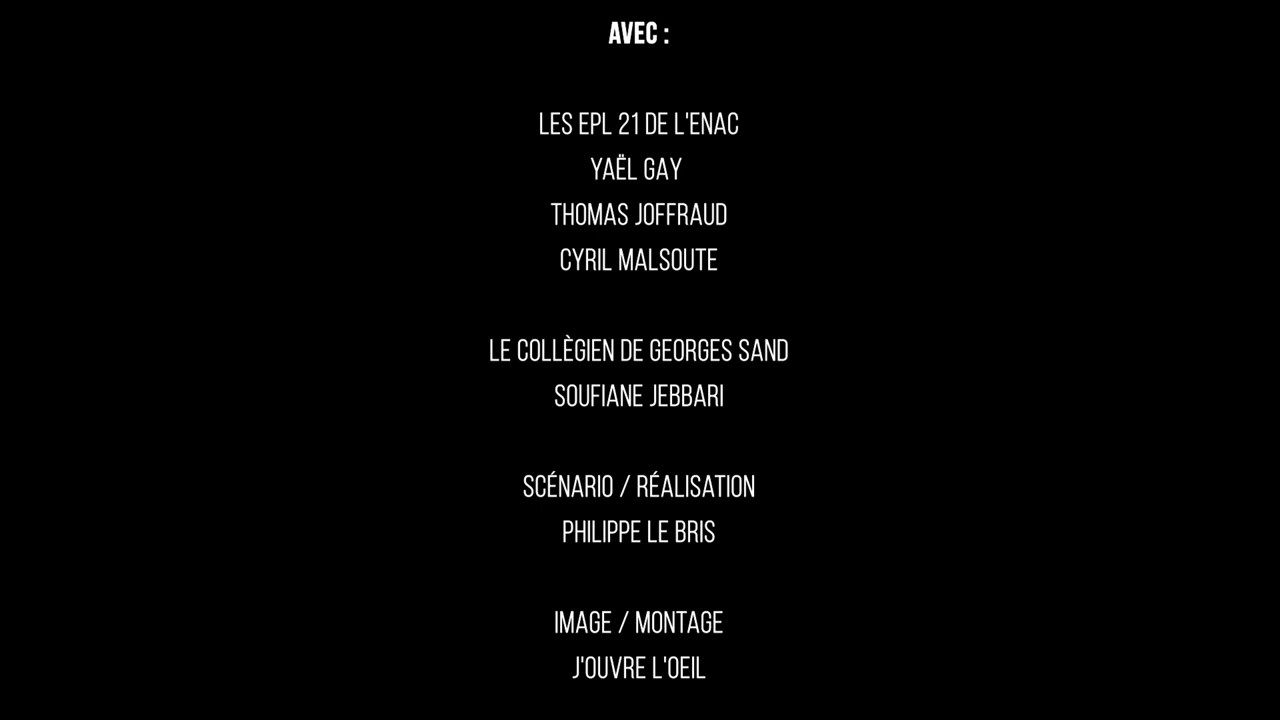 AVEC :
LES EPL 21 DE L'ENAC
YAËL GAY
THOMAS JOFFRAUD
CYRIL MALSOUTE
LE COLLÈGIEN DE GEORGES SAND
SOUFIANE JEBBARI
SCÉNARIO / RÉALISATION
PHILIPPE LE BRIS
IMAGE / MONTAGE
J'OUVRE L'OEIL